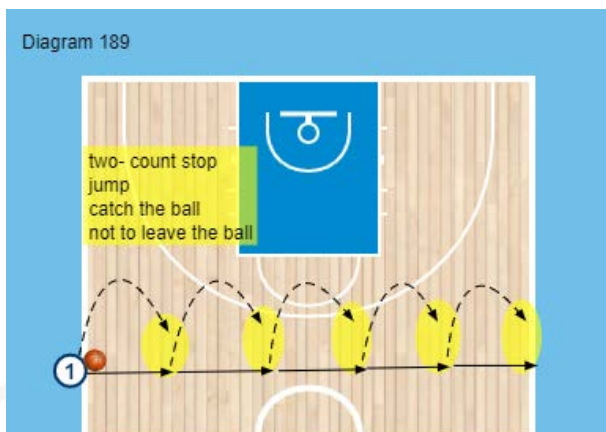 Diagram 189
two- count stop
jump
catch the ball
not to leave the ball
1